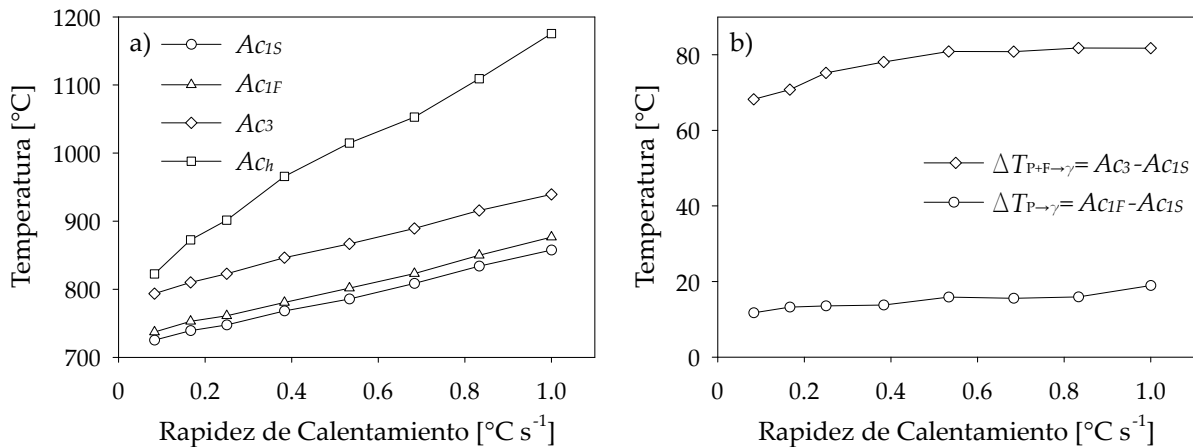 a)
Temperatura [°C]
1200
1100
1000
900
800
700
Ac1S
Ac1F
Ac3
Ach
0
0.2
0.4
0.6
0.8
1.0
Rapidez de Calentamiento [°C s-1]
b)
Temperatura [°C]
80
60
40
20
0
ΔTP+F→γ= Ac3-Ac1S
ΔTP→γ= Ac1F-Ac1S
0
0.2
0.4
0.6
0.8
1.0
Rapidez de Calentamiento [°C s-1]